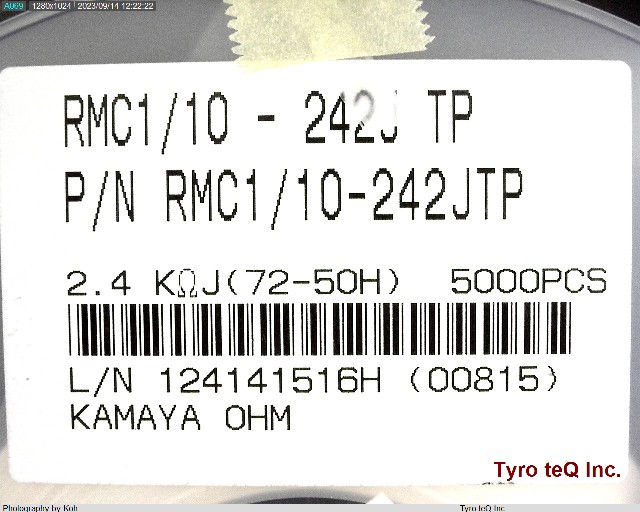 A069 1280x1024 2023/09/14 12:22:22
RMC1/10 - 242J TP
P/N RMC1/10-242JTP
2.4 KΩJ(72-50H) 5000PCS
L/N 124141516H (00815)
KAMAYA OHM
Tyro teQ Inc.
Photography by Koh Tyro teQ Inc